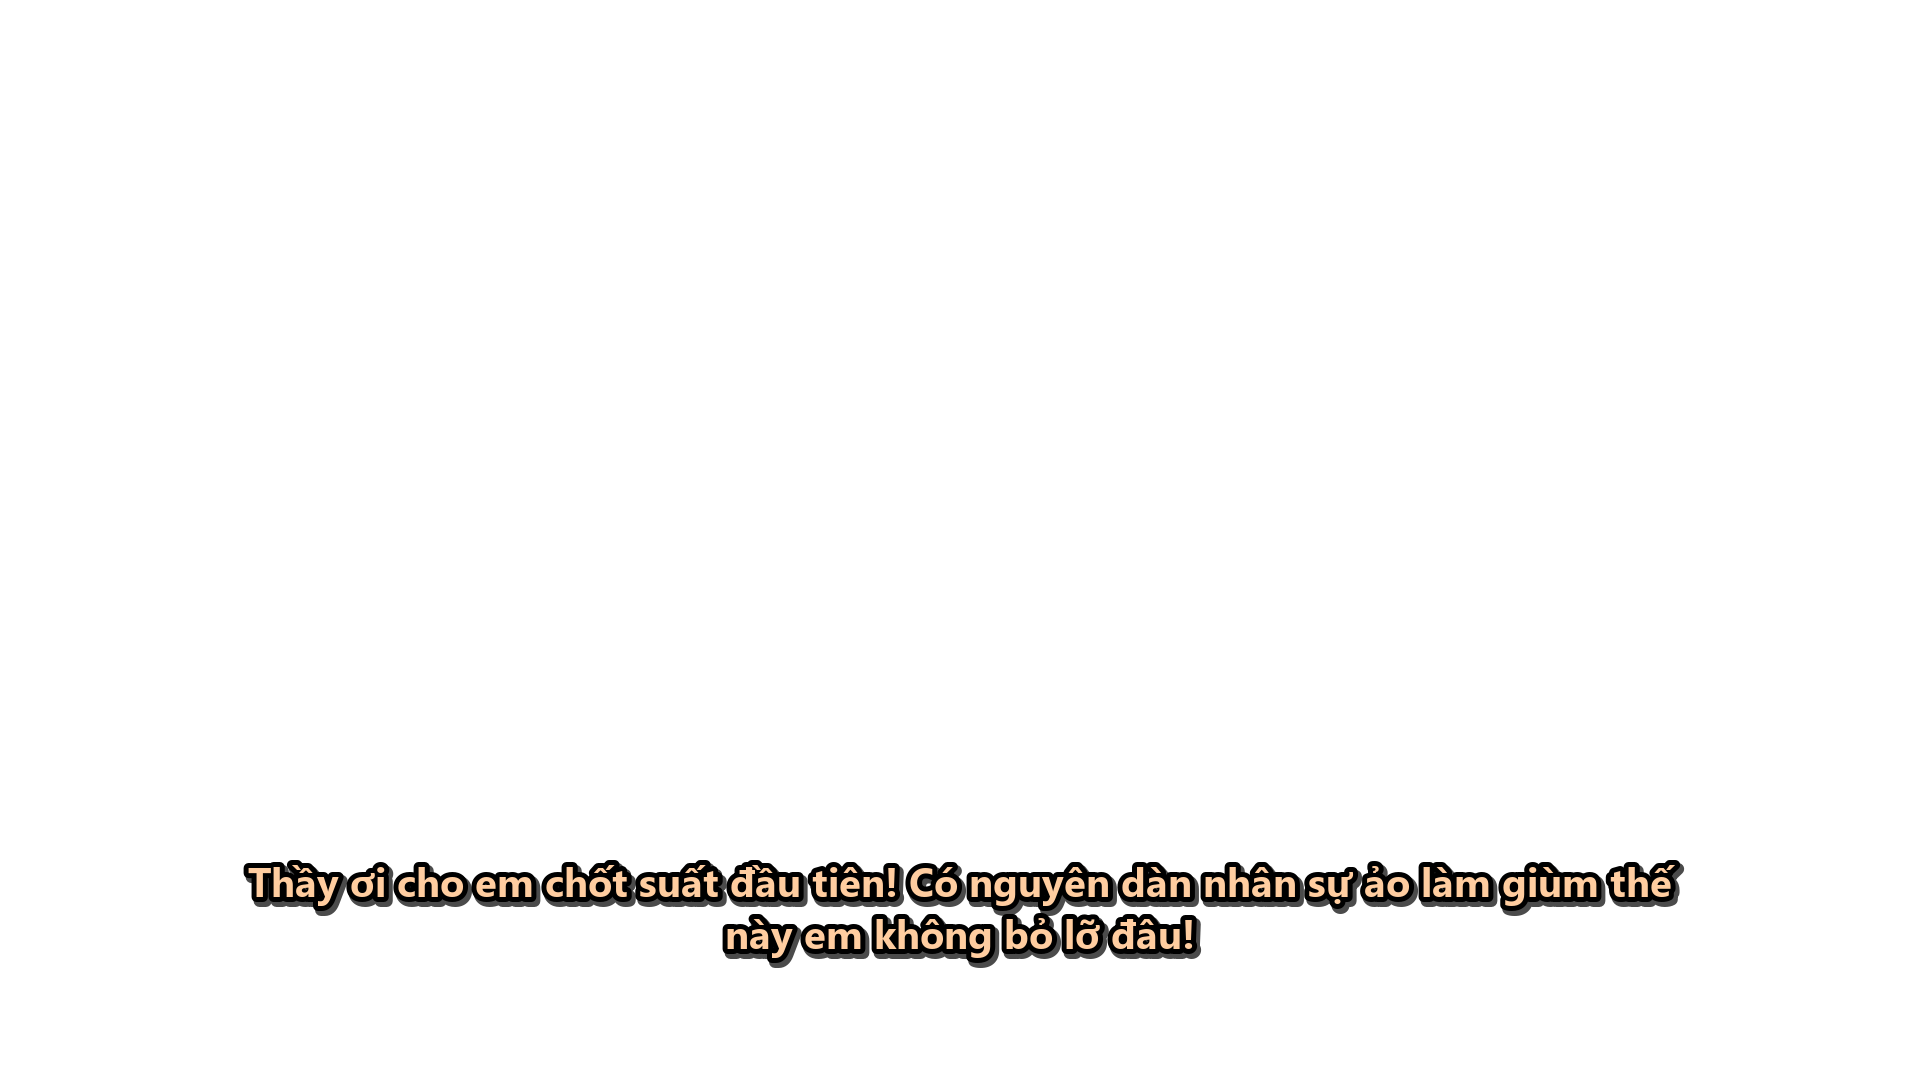 Thầy ơi cho em chốt suất đầu tiên! Có nguyên dàn nhân sự ảo làm giùm thế
này em không bỏ lỡ đâu!